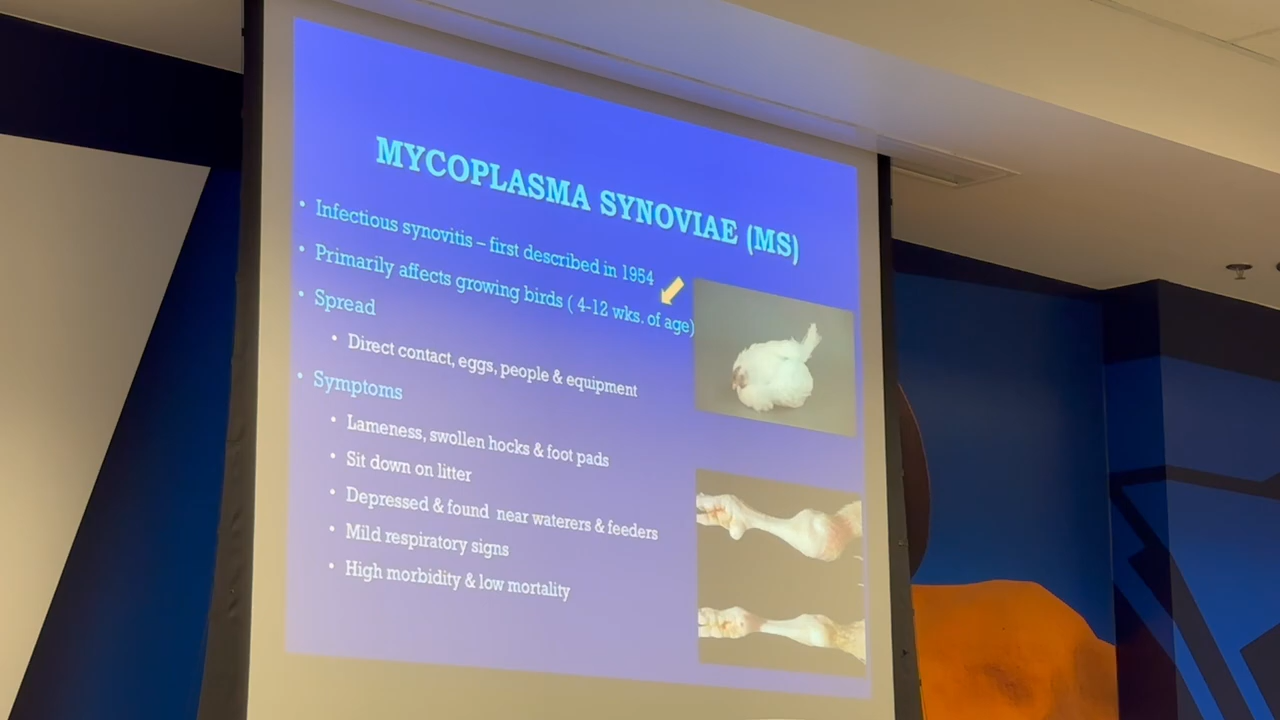 MYCOPLASMA SYNOVIAE (MS)
• Infectious synovitis – first described in 1954
• Primarily affects growing birds ( 4-12 wks. of age)
• Spread
• Direct contact, eggs, people & equipment
• Symptoms
• Lameness, swollen hocks & foot pads
• Sit down on litter
• Depressed & found near waterers & feeders
• Mild respiratory signs
• High morbidity & low mortality